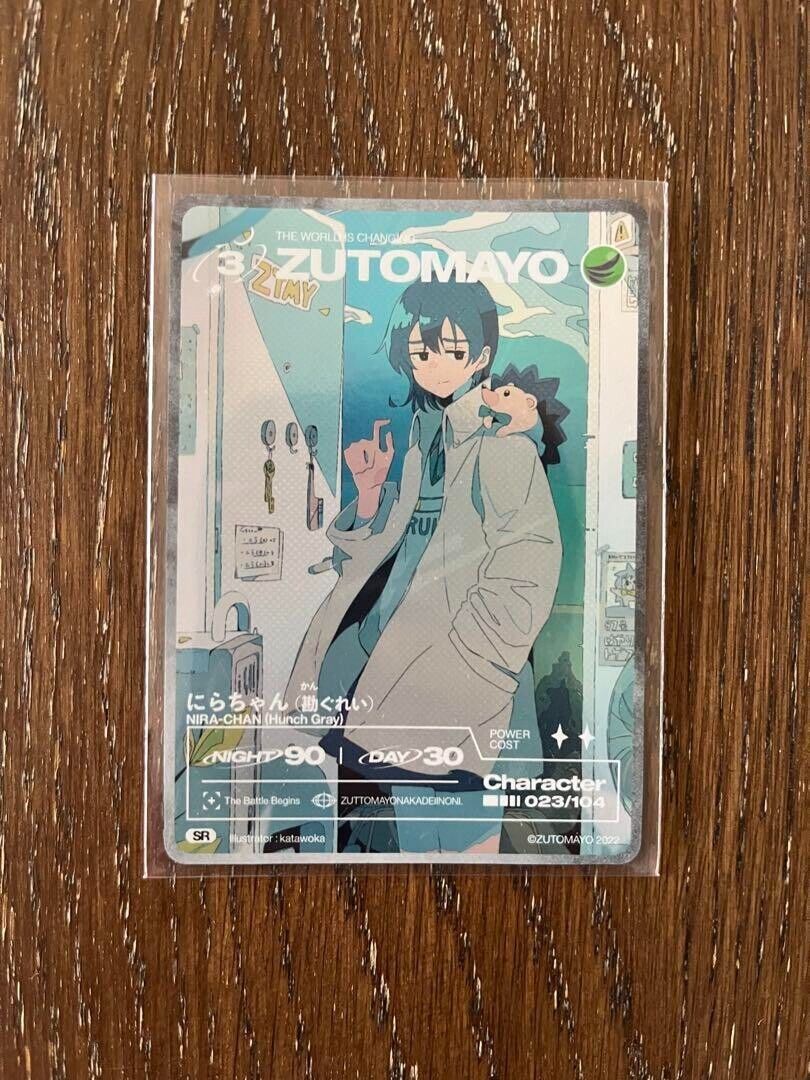 THE WORLD IS CHANGING
3 ZUTOMAYO
ZTMY
RUI
かん
にらちゃん（勘ぐれい）
NIRA-CHAN (Hunch Gray)
POWER
COST
NIGHT 90 | DAY 30
Character
023/104
The Battle Begins ZUTTOMAYONAKADEIINONI.
SR Illustrator : katawoka ©ZUTOMAYO 2022